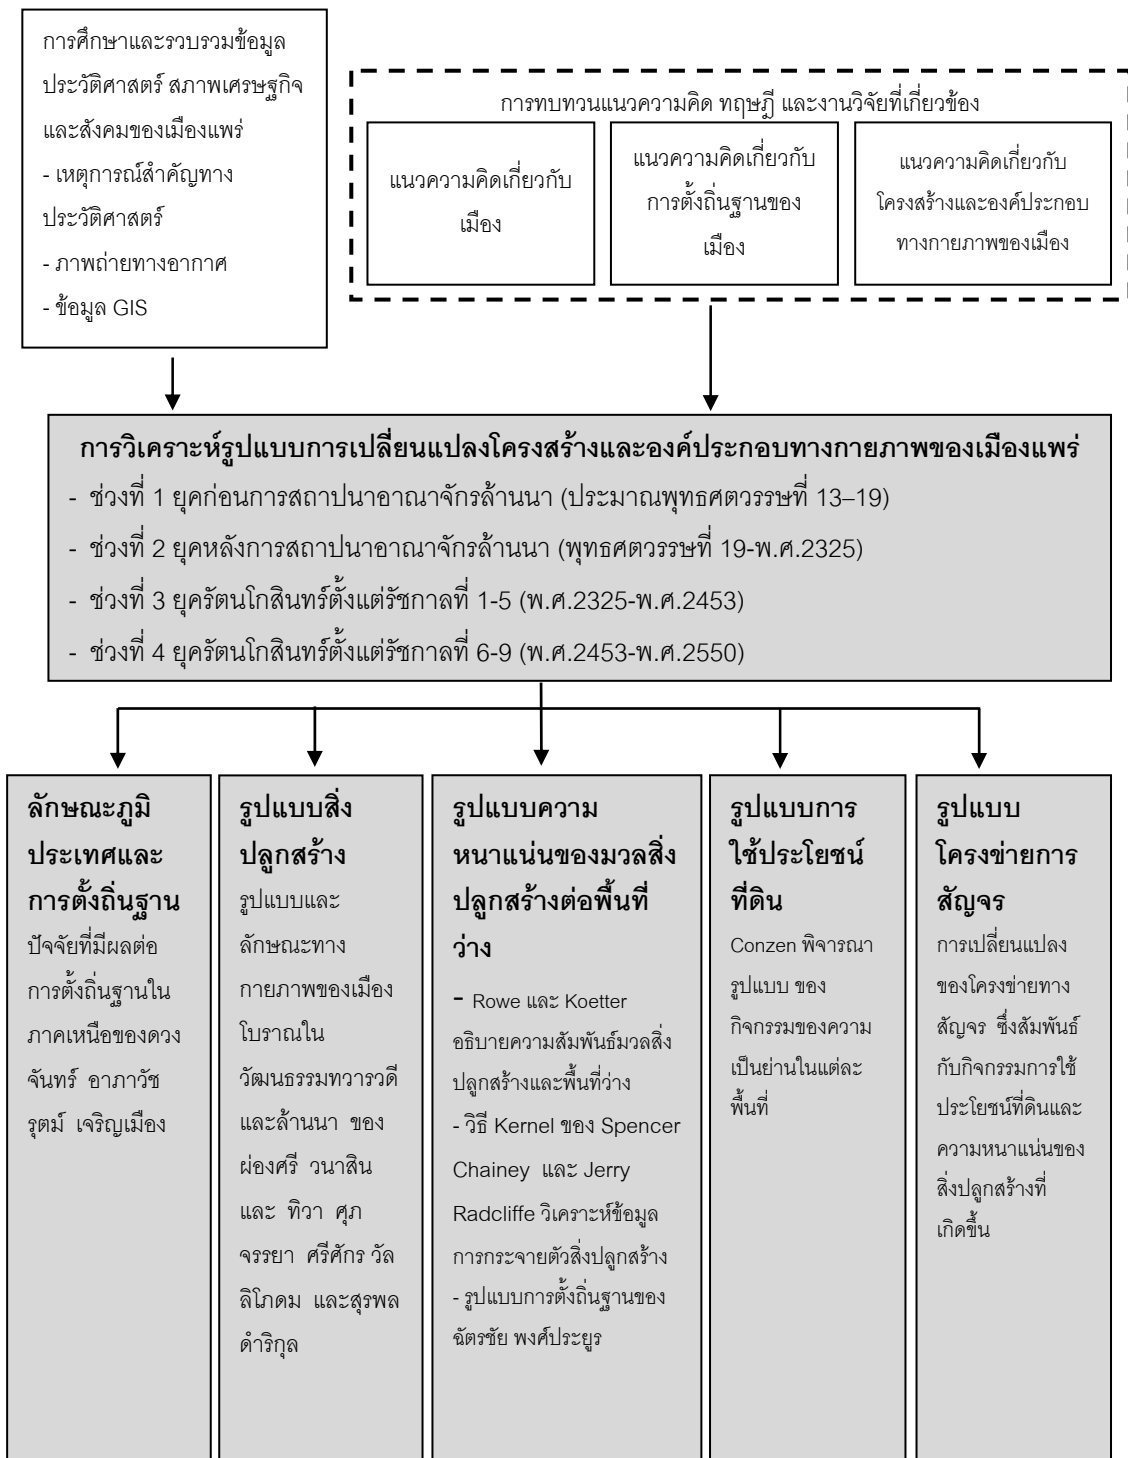 การศึกษาและรวบรวมข้อมูล
ประวัติศาสตร์ สภาพเศรษฐกิจ
และสังคมของเมืองแพร่
- เหตุการณ์สำคัญทาง
ประวัติศาสตร์
- ภาพถ่ายทางอากาศ
- ข้อมูล GIS
การทบทวนแนวความคิด ทฤษฎี และงานวิจัยที่เกี่ยวข้อง
แนวความคิดเกี่ยวกับ
เมือง
แนวความคิดเกี่ยวกับ
การตั้งถิ่นฐานของ
เมือง
แนวความคิดเกี่ยวกับ
โครงสร้างและองค์ประกอบ
ทางกายภาพของเมือง
การวิเคราะห์รูปแบบการเปลี่ยนแปลงโครงสร้างและองค์ประกอบทางกายภาพของเมืองแพร่
- ช่วงที่ 1 ยุคก่อนการสถาปนาอาณาจักรล้านนา (ประมาณพุทธศตวรรษที่ 13–19)
- ช่วงที่ 2 ยุคหลังการสถาปนาอาณาจักรล้านนา (พุทธศตวรรษที่ 19-พ.ศ.2325)
- ช่วงที่ 3 ยุครัตนโกสินทร์ตั้งแต่รัชกาลที่ 1-5 (พ.ศ.2325-พ.ศ.2453)
- ช่วงที่ 4 ยุครัตนโกสินทร์ตั้งแต่รัชกาลที่ 6-9 (พ.ศ.2453-พ.ศ.2550)
ลักษณะภูมิ
ประเทศและ
การตั้งถิ่นฐาน
ปัจจัยที่มีผลต่อ
การตั้งถิ่นฐานใน
ภาคเหนือของดวง
จันทร์ อาภาวัช
รุตม์ เจริญเมือง
รูปแบบสิ่ง
ปลูกสร้าง
รูปแบบและ
ลักษณะทาง
กายภาพของเมือง
โบราณใน
วัฒนธรรมทวารวดี
และล้านนา ของ
ผ่องศรี วนาสิน
และ ทิวา ศุภ
จรรยา ศรีศักร วัล
ลิโภดม และสุรพล
ดำริกุล
รูปแบบความ
หนาแน่นของมวลสิ่ง
ปลูกสร้างต่อพื้นที่
ว่าง
- Rowe และ Koetter
อธิบายความสัมพันธ์มวลสิ่ง
ปลูกสร้างและพื้นที่ว่าง
- วิธี Kernel ของ Spencer
Chainey และ Jerry
Radcliffe วิเคราะห์ข้อมูล
การกระจายตัวสิ่งปลูกสร้าง
- รูปแบบการตั้งถิ่นฐานของ
ฉัตรชัย พงศ์ประยูร
รูปแบบการ
ใช้ประโยชน์
ที่ดิน
Conzen พิจารณา
รูปแบบ ของ
กิจกรรมของความ
เป็นย่านในแต่ละ
พื้นที่
รูปแบบ
โครงข่ายการ
สัญจร
การเปลี่ยนแปลง
ของโครงข่ายทาง
สัญจร ซึ่งสัมพันธ์
กับกิจกรรมการใช้
ประโยชน์ที่ดินและ
ความหนาแน่นของ
สิ่งปลูกสร้างที่
เกิดขึ้น